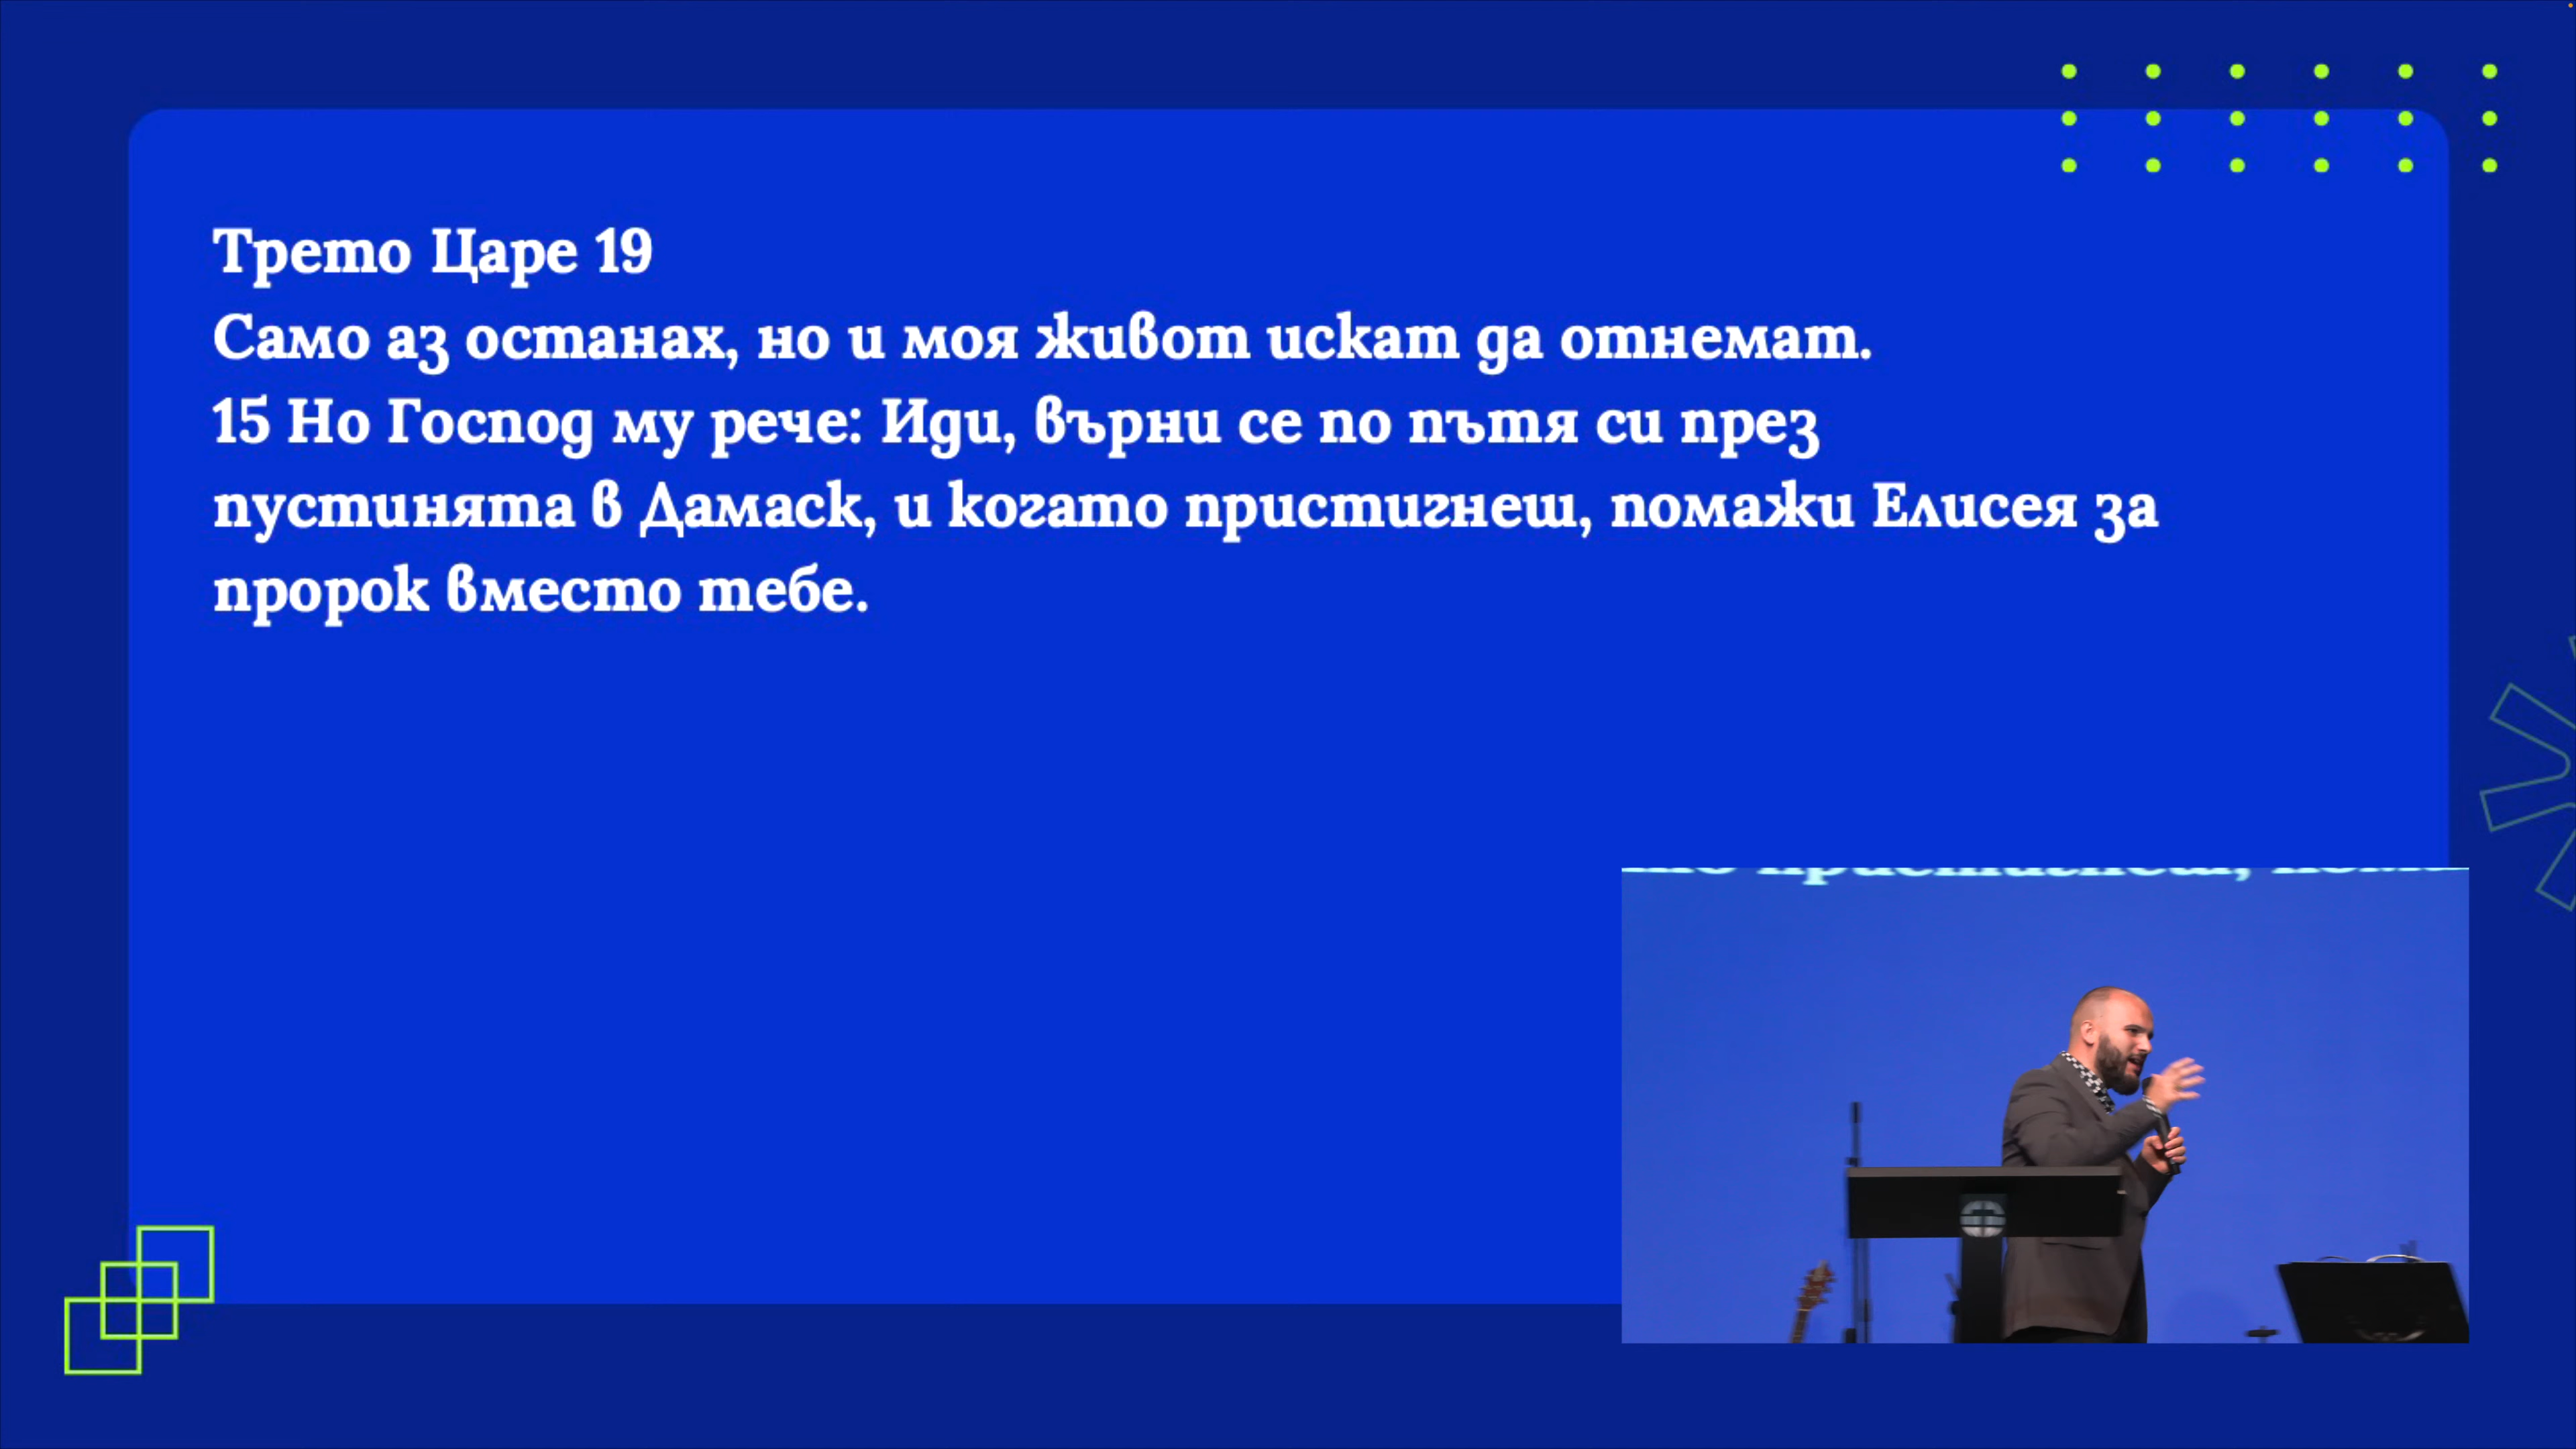 Трето Царе 19
Само аз останах, но и моя живот искат да отнемат.
15 Но Господ му рече: Иди, върни се по пътя си през
пустинята в Дамаск, и когато пристигнеш, помажи Елисея за
пророк вместо тебе.
пристигнеш,